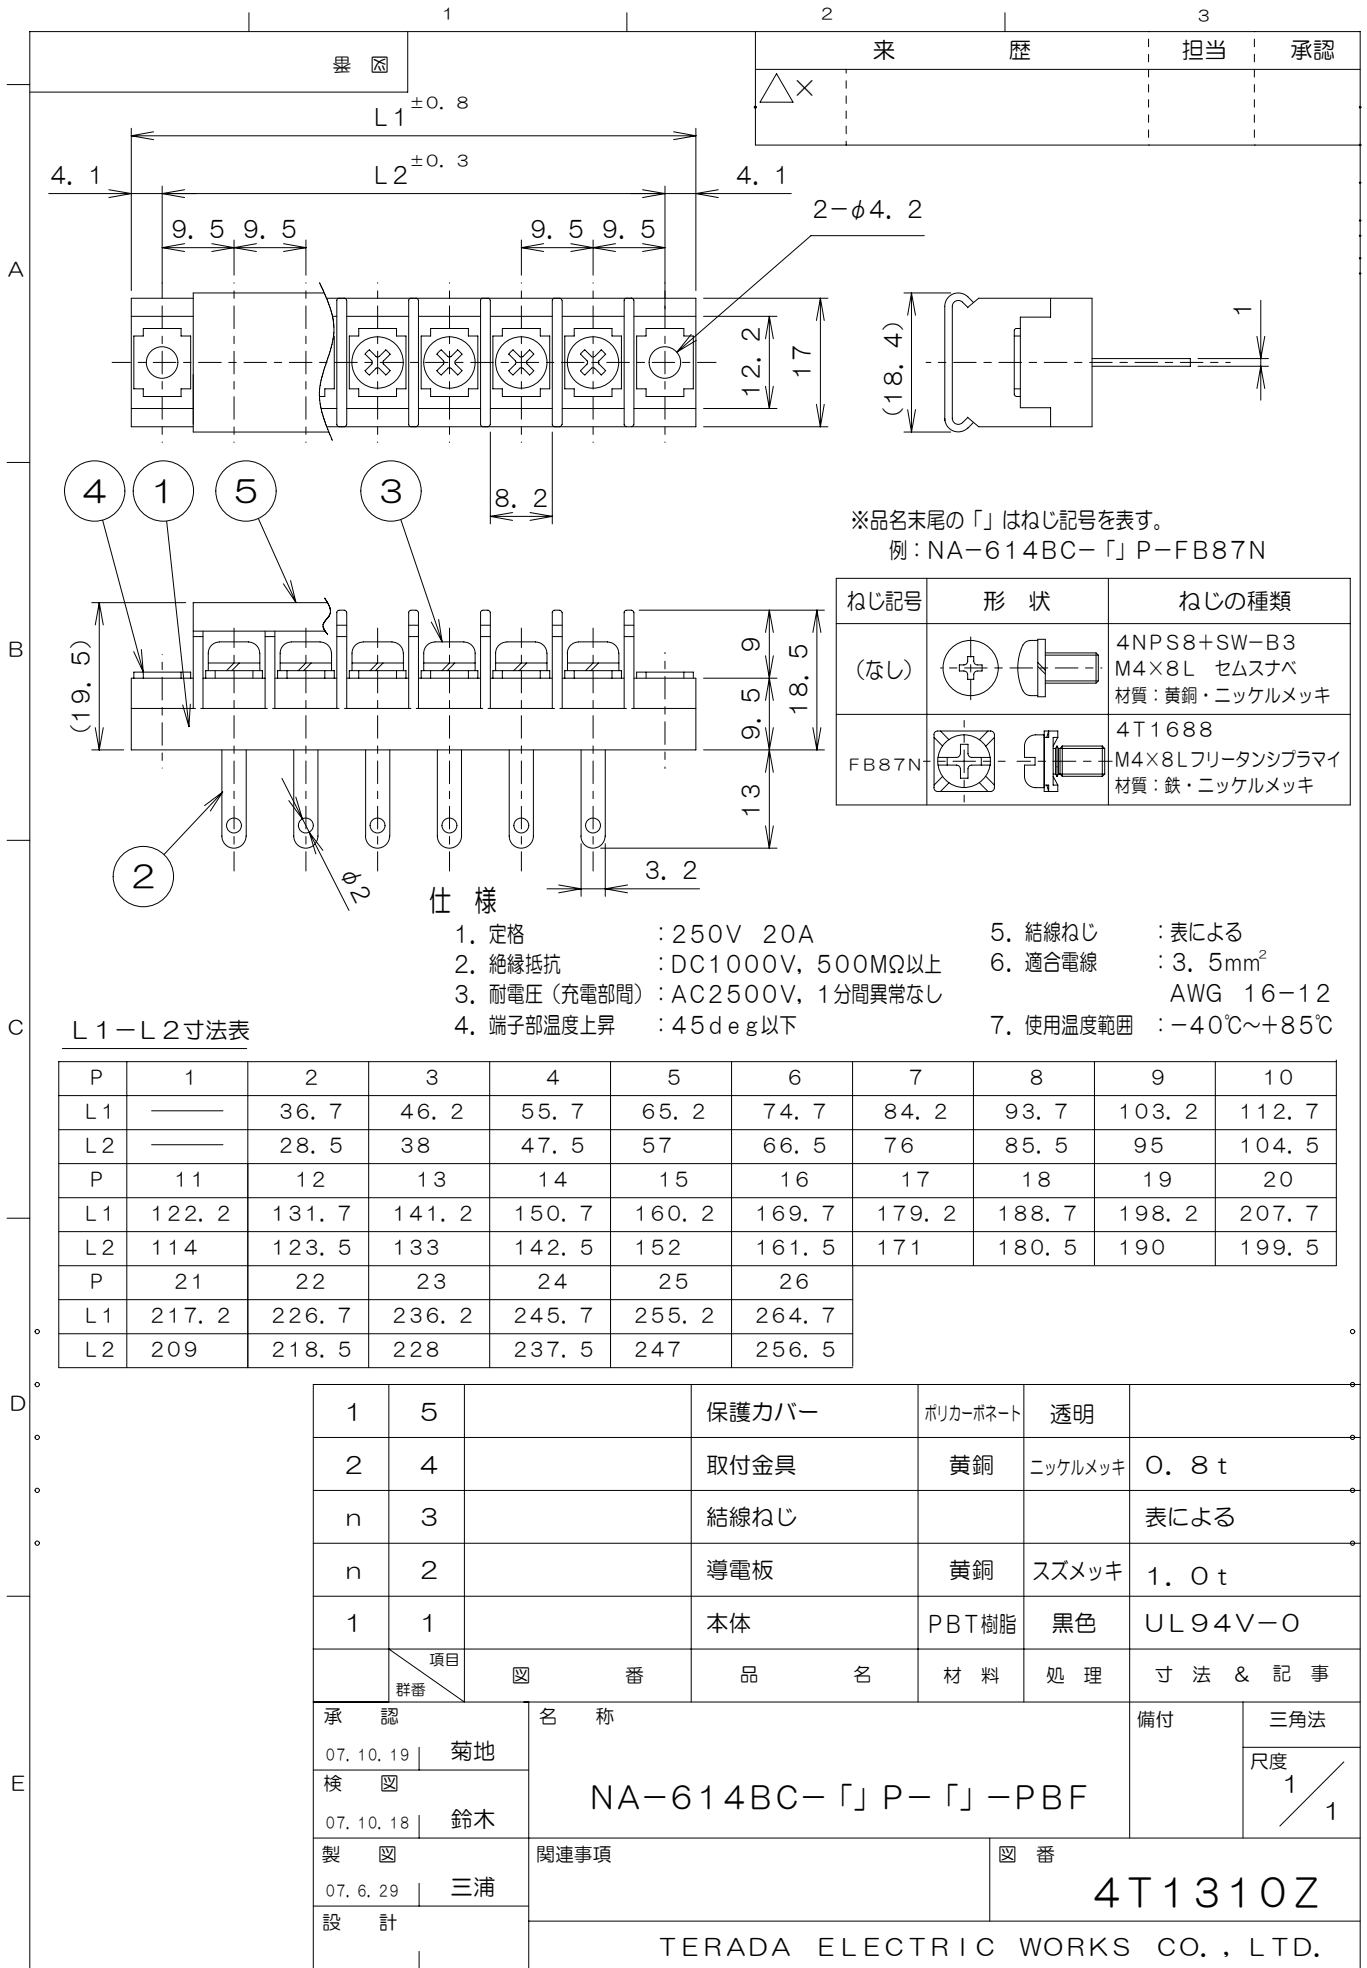 1 2 3
図番
来歴 担当 承認
△×
L1±0.8
L2±0.3
4.1 4.1
9.5 9.5 9.5 9.5
2-φ4.2
A
12.2
17
(18.4)
1
8.2
4 1 5 3
※品名末尾の「」はねじ記号を表す。
例:NA-614BC-「」P-FB87N
ねじ記号 形状 ねじの種類
(なし) 4NPS8+SW-B3
M4×8L セムスナベ
材質:黄銅・ニッケルメッキ
FB87N 4T1688
M4×8Lフリータンシプラマイ
材質:鉄・ニッケルメッキ
B
(19.5)
9
9.5
18.5
13
2
φ2
3.2
仕様
1. 定格 :250V 20A
2. 絶縁抵抗 :DC1000V, 500MΩ以上
3. 耐電圧(充電部間):AC2500V, 1分間異常なし
4. 端子部温度上昇 :45deg以下
5. 結線ねじ :表による
6. 適合電線 :3.5mm²
AWG 16-12
7. 使用温度範囲 :-40℃~+85℃
C
L1-L2寸法表
P 1 2 3 4 5 6 7 8 9 10
L1 ― 36.7 46.2 55.7 65.2 74.7 84.2 93.7 103.2 112.7
L2 ― 28.5 38 47.5 57 66.5 76 85.5 95 104.5
P 11 12 13 14 15 16 17 18 19 20
L1 122.2 131.7 141.2 150.7 160.2 169.7 179.2 188.7 198.2 207.7
L2 114 123.5 133 142.5 152 161.5 171 180.5 190 199.5
P 21 22 23 24 25 26
L1 217.2 226.7 236.2 245.7 255.2 264.7
L2 209 218.5 228 237.5 247 256.5
D
1 5 保護カバー ポリカーボネート 透明
2 4 取付金具 黄銅 ニッケルメッキ 0.8t
n 3 結線ねじ 表による
n 2 導電板 黄銅 スズメッキ 1.0t
1 1 本体 PBT樹脂 黒色 UL94V-0
項目
群番 図番 品名 材料 処理 寸法&記事
E
承認
07.10.19 菊地
検図
07.10.18 鈴木
製図
07.6.29 三浦
設計
名称
NA-614BC-「」P-「」-PBF
備付 三角法
尺度
1/1
関連事項
図番
4T1310Z
TERADA ELECTRIC WORKS CO., LTD.